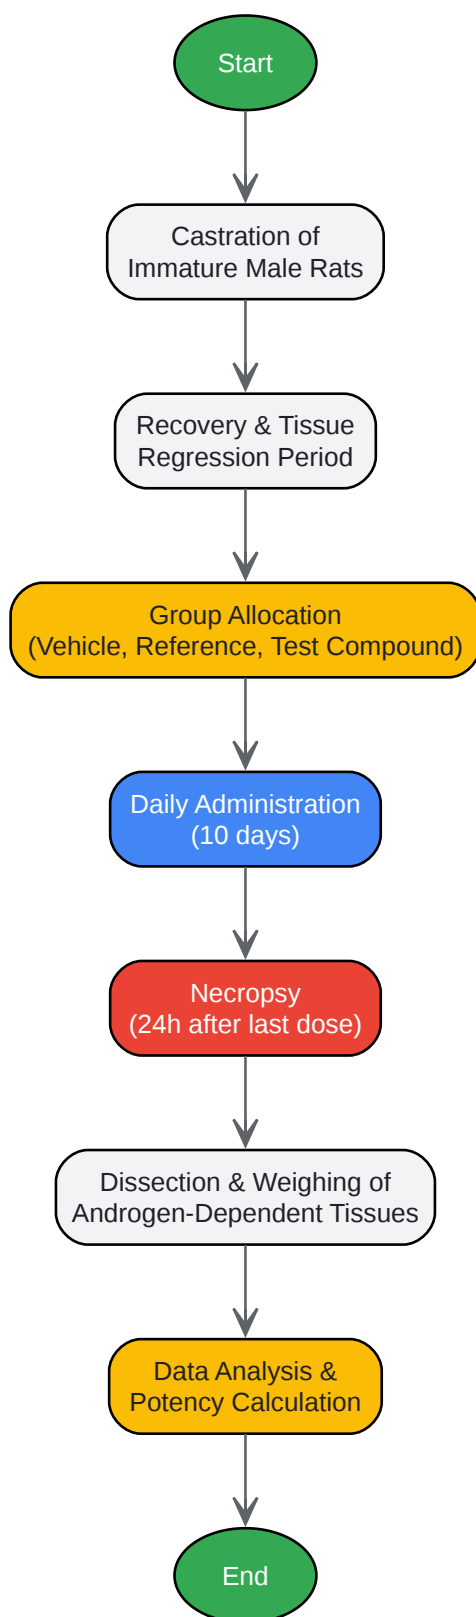 Start
Castration of
Immature Male Rats
Recovery & Tissue
Regression Period
Group Allocation
(Vehicle, Reference, Test Compound)
Daily Administration
(10 days)
Necropsy
(24h after last dose)
Dissection & Weighing of
Androgen-Dependent Tissues
Data Analysis &
Potency Calculation
End